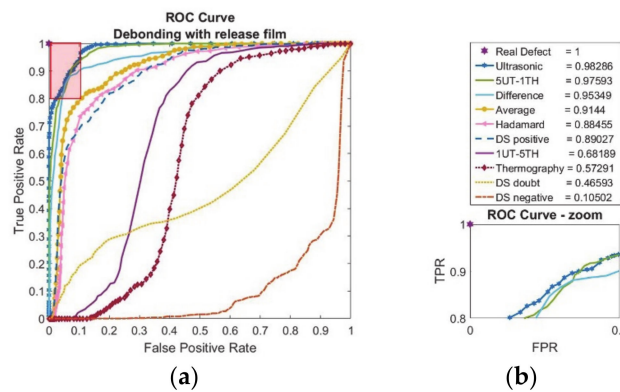 ROC Curve
Debonding with release film
True Positive Rate
1
0.9
0.8
0.7
0.6
0.5
0.4
0.3
0.2
0.1
0
0 0.1 0.2 0.3 0.4 0.5 0.6 0.7 0.8 0.9 1
False Positive Rate
(a)
Real Defect = 1
Ultrasonic = 0.98286
5UT-1TH = 0.97593
Difference = 0.95349
Average = 0.9144
Hadamard = 0.88455
DS positive = 0.89027
1UT-5TH = 0.68189
Thermography = 0.57291
DS doubt = 0.46593
DS negative = 0.10502
ROC Curve - zoom
TPR
1
0.9
0.8
0
FPR
(b)